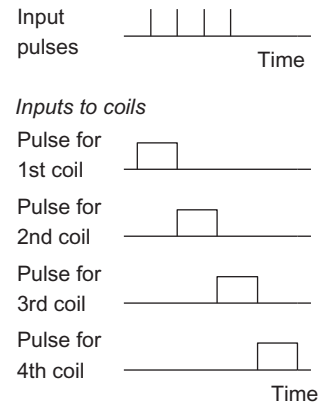 Input
pulses
Time
Inputs to coils
Pulse for
1st coil
Pulse for
2nd coil
Pulse for
3rd coil
Pulse for
4th coil
Time